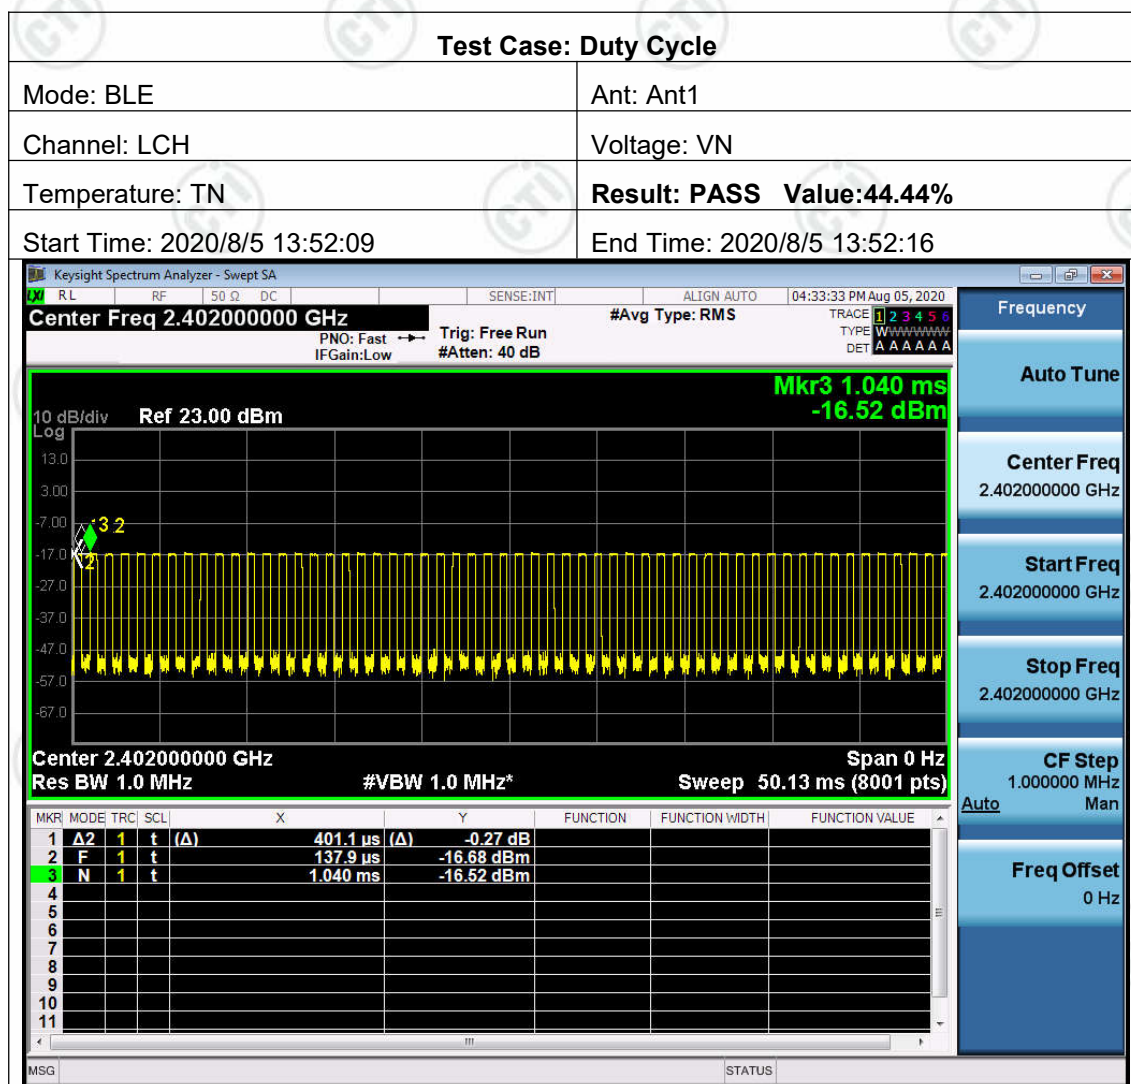 Test Case: Duty Cycle
Mode: BLE
Ant: Ant1
Channel: LCH
Voltage: VN
Temperature: TN
Result: PASS Value:44.44%
Start Time: 2020/8/5 13:52:09
End Time: 2020/8/5 13:52:16
Keysight Spectrum Analyzer - Swept SA
LXI RL RF 50 Ω DC SENSE:INT ALIGN AUTO 04:33:33 PM Aug 05, 2020
Center Freq 2.402000000 GHz
PNO: Fast
IFGain:Low
Trig: Free Run
#Atten: 40 dB
#Avg Type: RMS
TRACE 1 2 3 4 5 6
TYPE WWWWWWW
DET A A A A A A
Mkr3 1.040 ms
-16.52 dBm
10 dB/div Ref 23.00 dBm
Log
13.0
3.00
-7.00
-17.0
-27.0
-37.0
-47.0
-57.0
-67.0
3 2
2
Center 2.402000000 GHz Span 0 Hz
Res BW 1.0 MHz #VBW 1.0 MHz* Sweep 50.13 ms (8001 pts)
MKR MODE TRC SCL X Y FUNCTION FUNCTION WIDTH FUNCTION VALUE
1 Δ2 1 t (Δ) 401.1 µs (Δ) -0.27 dB
2 F 1 t 137.9 µs -16.68 dBm
3 N 1 t 1.040 ms -16.52 dBm
4
5
6
7
8
9
10
11
MSG STATUS
Frequency
Auto Tune
Center Freq
2.402000000 GHz
Start Freq
2.402000000 GHz
Stop Freq
2.402000000 GHz
CF Step
1.000000 MHz
Auto Man
Freq Offset
0 Hz
CTI
CTI
CTI
CTI
CTI
CTI